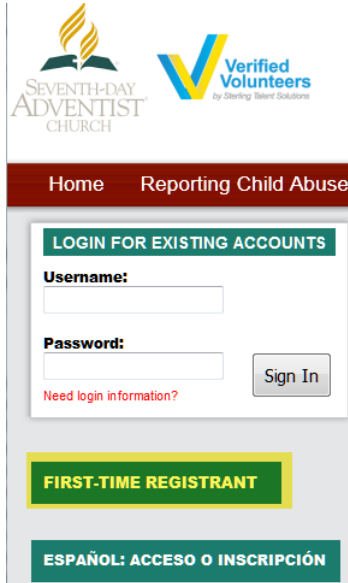 SEVENTH-DAY
ADVENTIST
CHURCH
Verified
Volunteers
by Sterling Talent Solutions
Home Reporting Child Abuse
LOGIN FOR EXISTING ACCOUNTS
Username:
Password:
Sign In
Need login information?
FIRST-TIME REGISTRANT
ESPAÑOL: ACCESO O INSCRIPCIÓN